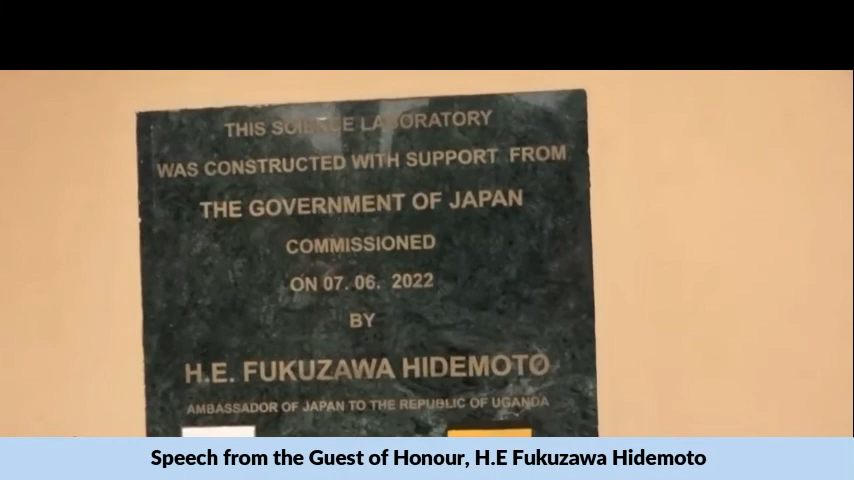 THIS SCIENCE LABORATORY
WAS CONSTRUCTED WITH SUPPORT FROM
THE GOVERNMENT OF JAPAN
COMMISSIONED
ON 07. 06. 2022
BY
H.E. FUKUZAWA HIDEMOTO
AMBASSADOR OF JAPAN TO THE REPUBLIC OF UGANDA
Speech from the Guest of Honour, H.E Fukuzawa Hidemoto